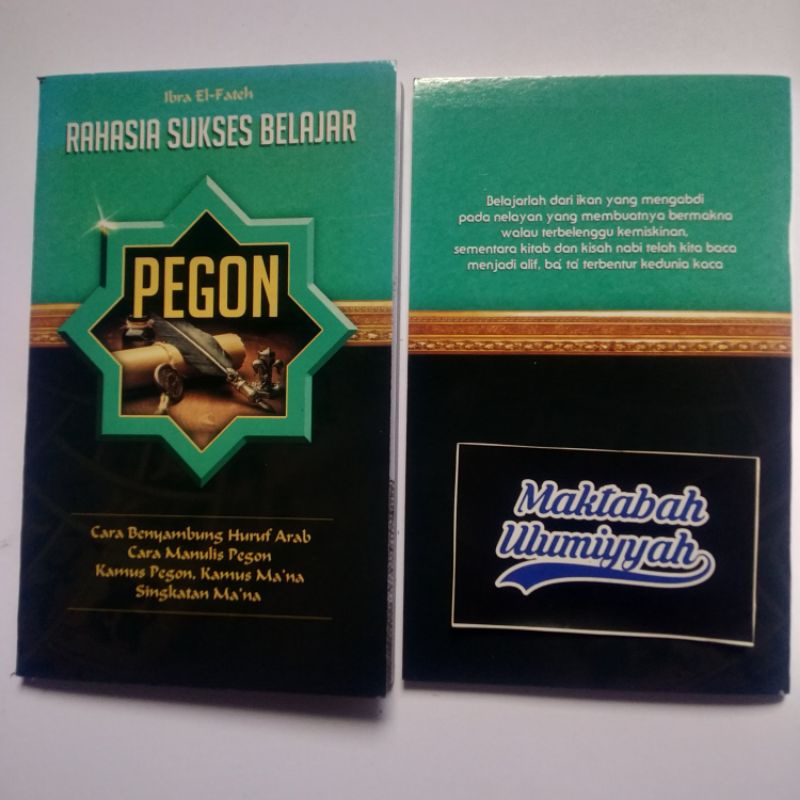 Ibra El-Fateh
RAHASIA SUKSES BELAJAR
PEGON
Cara Benyambung Huruf Arab
Cara Manulis Pegon
Kamus Pegon, Kamus Ma'na
Singkatan Ma'na
Belajarlah dari ikan yang mengabdi
pada nelayan yang membuatnya bermakna
walau terbelenggu kemiskinan,
sementara kitab dan kisah nabi telah kita baca
menjadi alif, ba', ta' terbentur kedunia kaca
Maktabah
Ulumiyyah